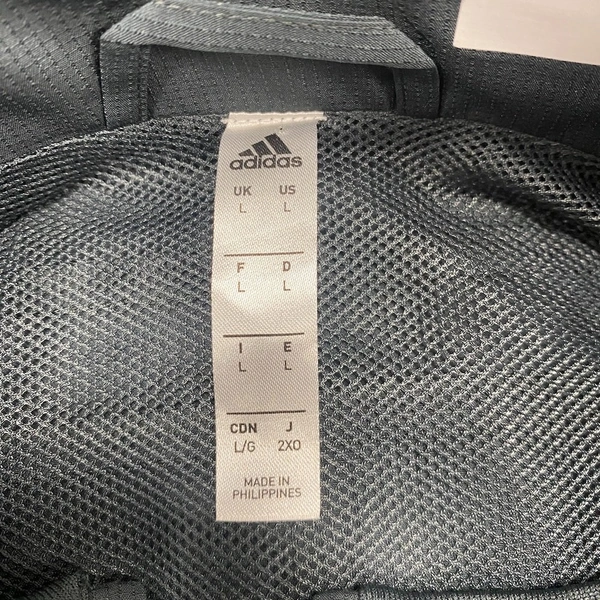 adidas
UK US
L L
F D
L L
I E
L L
CDN J
L/G 2XO
MADE IN
PHILIPPINES